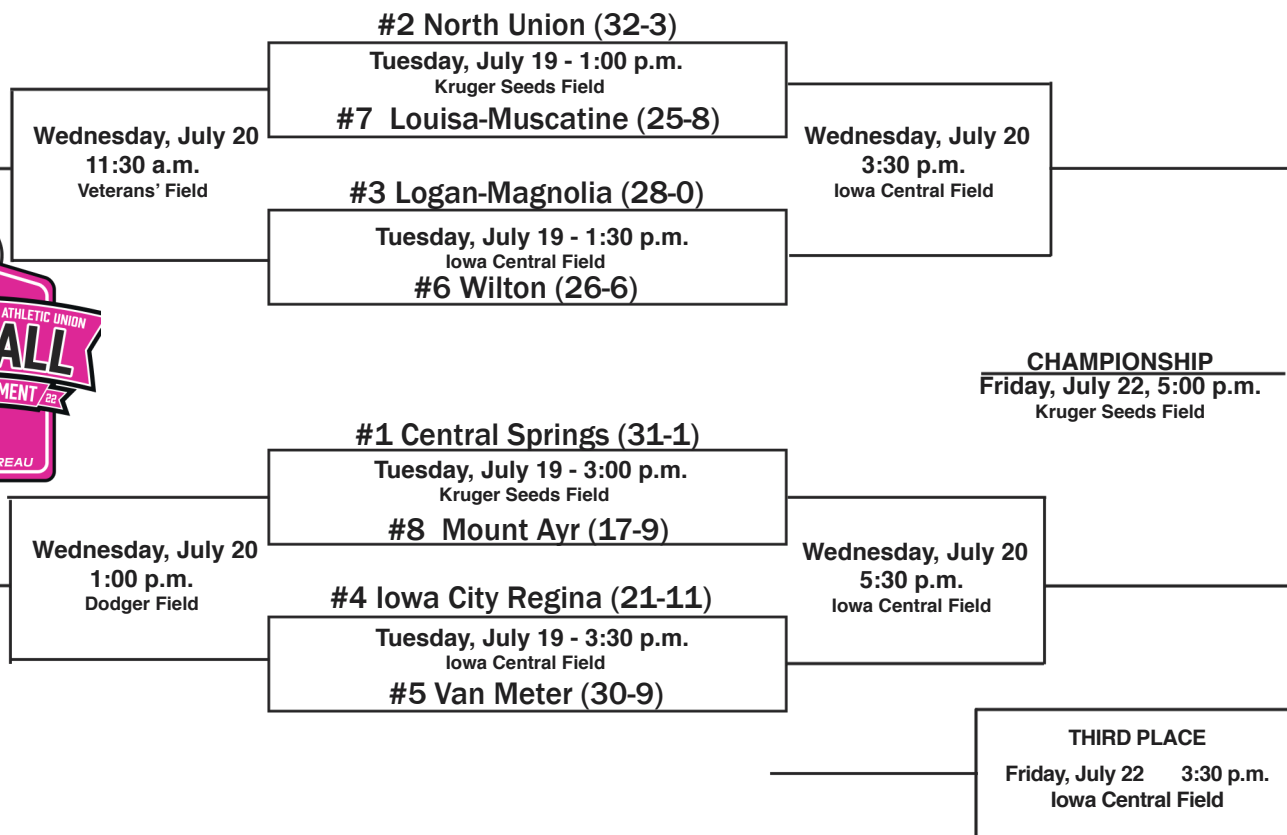 #2 North Union (32-3)
Tuesday, July 19 - 1:00 p.m.
Kruger Seeds Field
#7 Louisa-Muscatine (25-8)
Wednesday, July 20
11:30 a.m.
Veterans’ Field
Wednesday, July 20
3:30 p.m.
Iowa Central Field
#3 Logan-Magnolia (28-0)
Tuesday, July 19 - 1:30 p.m.
Iowa Central Field
#6 Wilton (26-6)
ATHLETIC UNION
ALL
MENT 22
REAU
CHAMPIONSHIP
Friday, July 22, 5:00 p.m.
Kruger Seeds Field
#1 Central Springs (31-1)
Tuesday, July 19 - 3:00 p.m.
Kruger Seeds Field
#8 Mount Ayr (17-9)
Wednesday, July 20
1:00 p.m.
Dodger Field
Wednesday, July 20
5:30 p.m.
Iowa Central Field
#4 Iowa City Regina (21-11)
Tuesday, July 19 - 3:30 p.m.
Iowa Central Field
#5 Van Meter (30-9)
THIRD PLACE
Friday, July 22 3:30 p.m.
Iowa Central Field